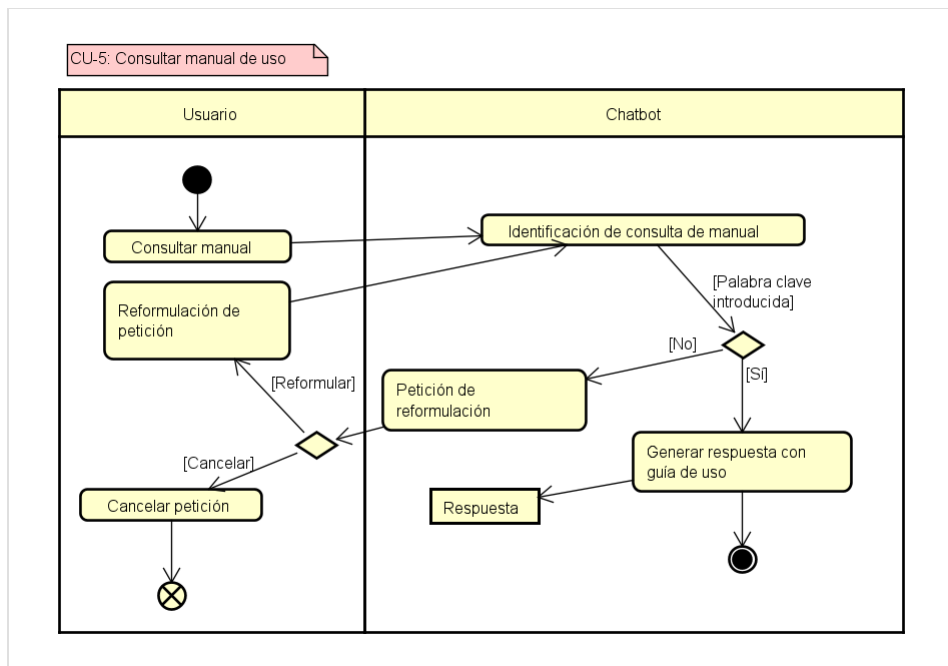 CU-5: Consultar manual de uso
Usuario
Chatbot
Consultar manual
Identificación de consulta de manual
[Palabra clave
introducida]
Reformulación de
petición
[No]
[Sí]
[Reformular]
Petición de
reformulación
[Cancelar]
Generar respuesta con
guía de uso
Cancelar petición
Respuesta